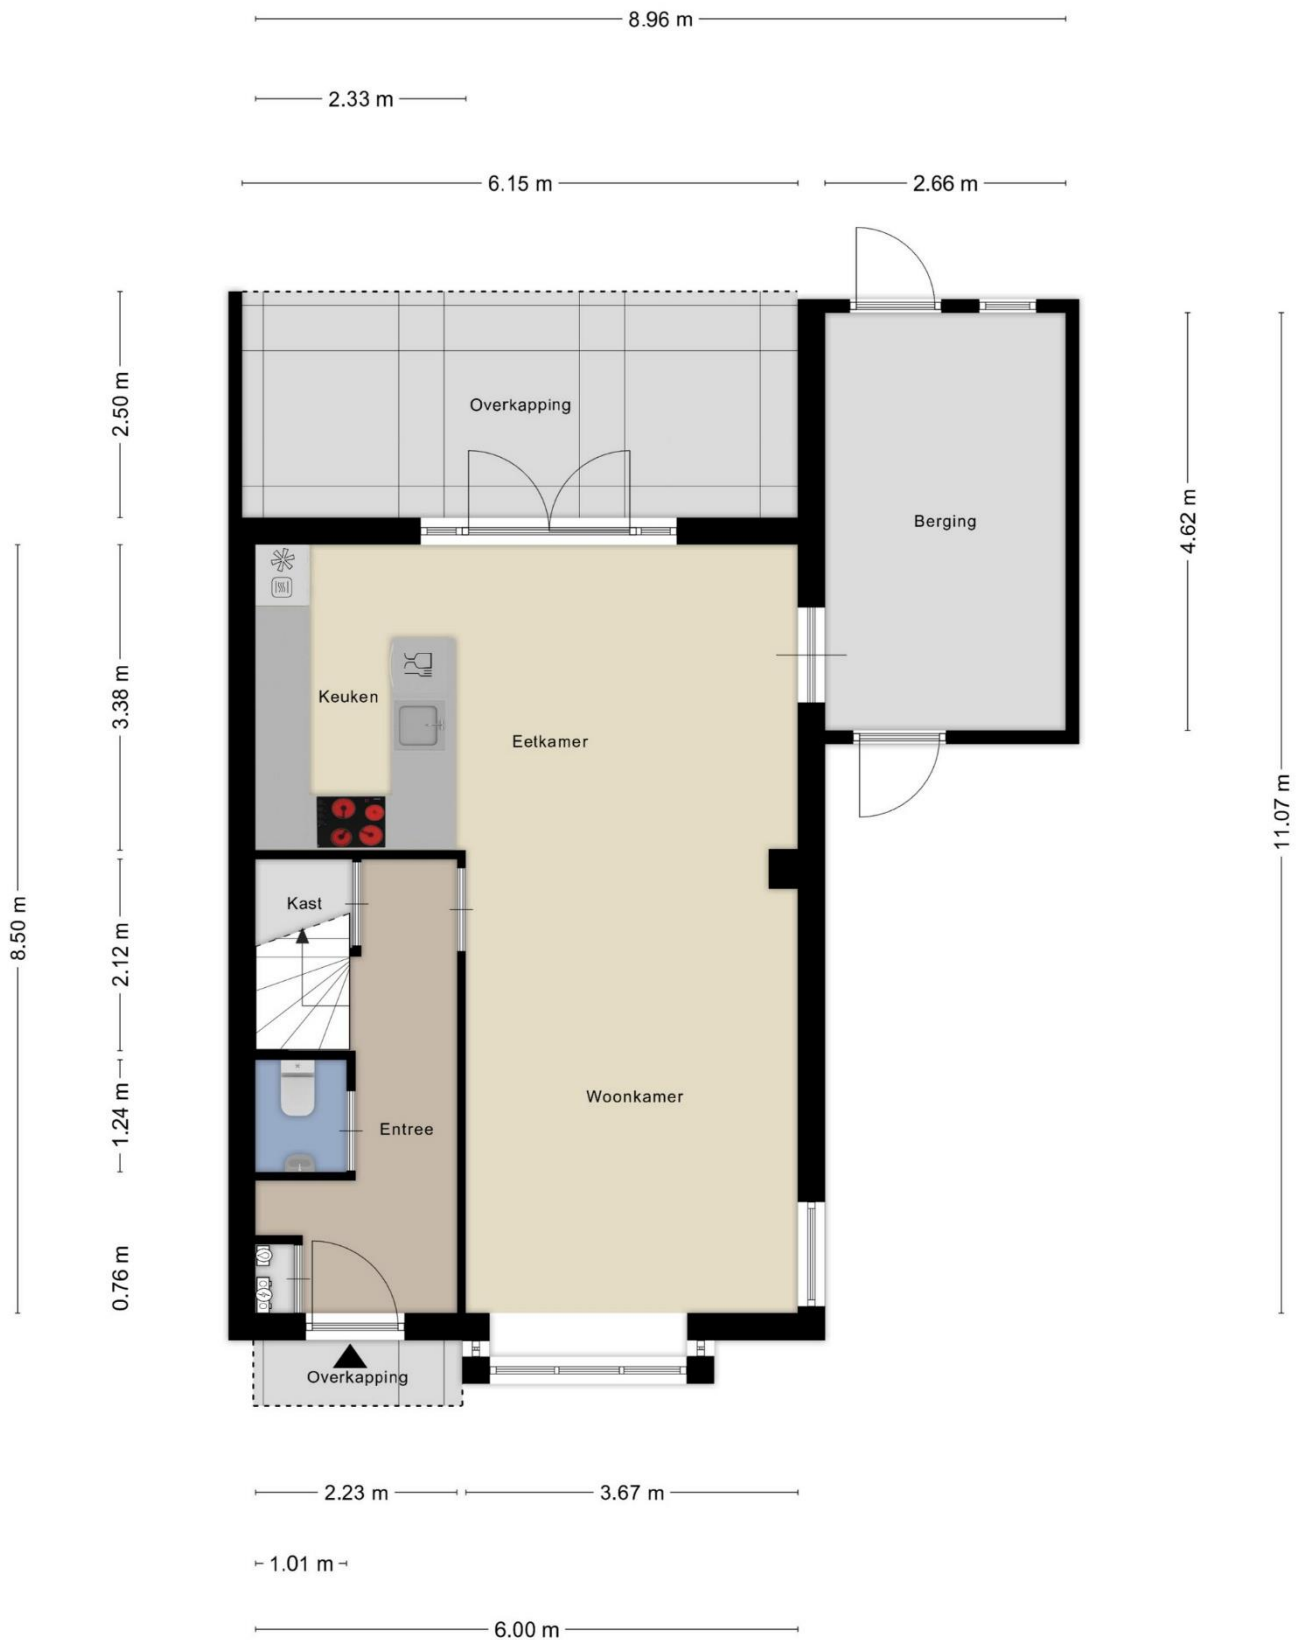 8.96 m
2.33 m
6.15 m
2.66 m
2.50 m
Overkapping
4.62 m
Berging
3.38 m
Keuken
Eetkamer
11.07 m
8.50 m
Kast
2.12 m
1.24 m
Woonkamer
Entree
0.76 m
Overkapping
2.23 m
3.67 m
1.01 m
6.00 m